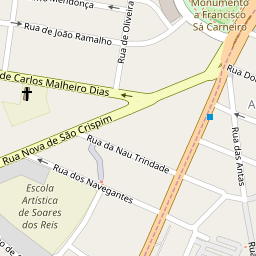 Mendonça
Monumento
a Francisco
Sá Carneiro
Rua de João Ramalho
Rua de Oliveira
de Carlos Malheiro Dias
Rua Do
Rua das Antas
A
Rua Nova de São Crispim
Rua da Nau Trindade
Rua dos Navegantes
Escola
Artística
de Soares
dos Reis
o de